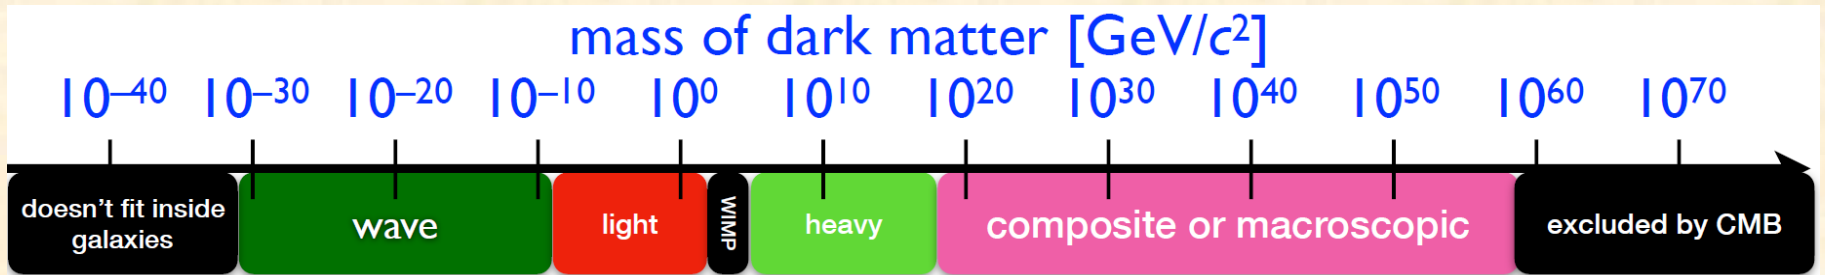 mass of dark matter [GeV/c²]
10⁻⁴⁰ 10⁻³⁰ 10⁻²⁰ 10⁻¹⁰ 10⁰ 10¹⁰ 10²⁰ 10³⁰ 10⁴⁰ 10⁵⁰ 10⁶⁰ 10⁷⁰
doesn't fit inside
galaxies
wave
light
WIMP
heavy
composite or macroscopic
excluded by CMB